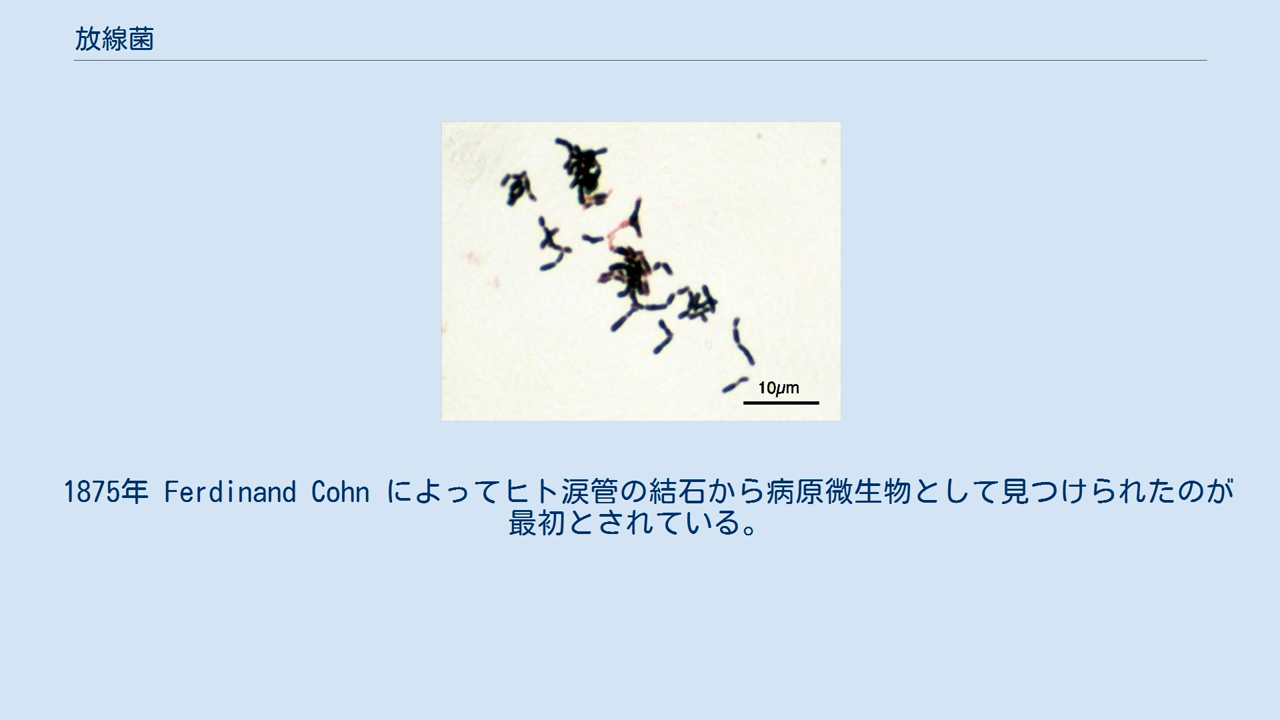 放線菌
10µm
1875年 Ferdinand Cohn によってヒト涙管の結石から病原微生物として見つけられたのが
最初とされている。